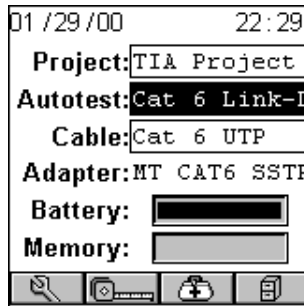 01/29/00 22:29
Project: TIA Project
Autotest: Cat 6 Link-
Cable: Cat 6 UTP
Adapter: MT CAT6 SSTP
Battery:
Memory: